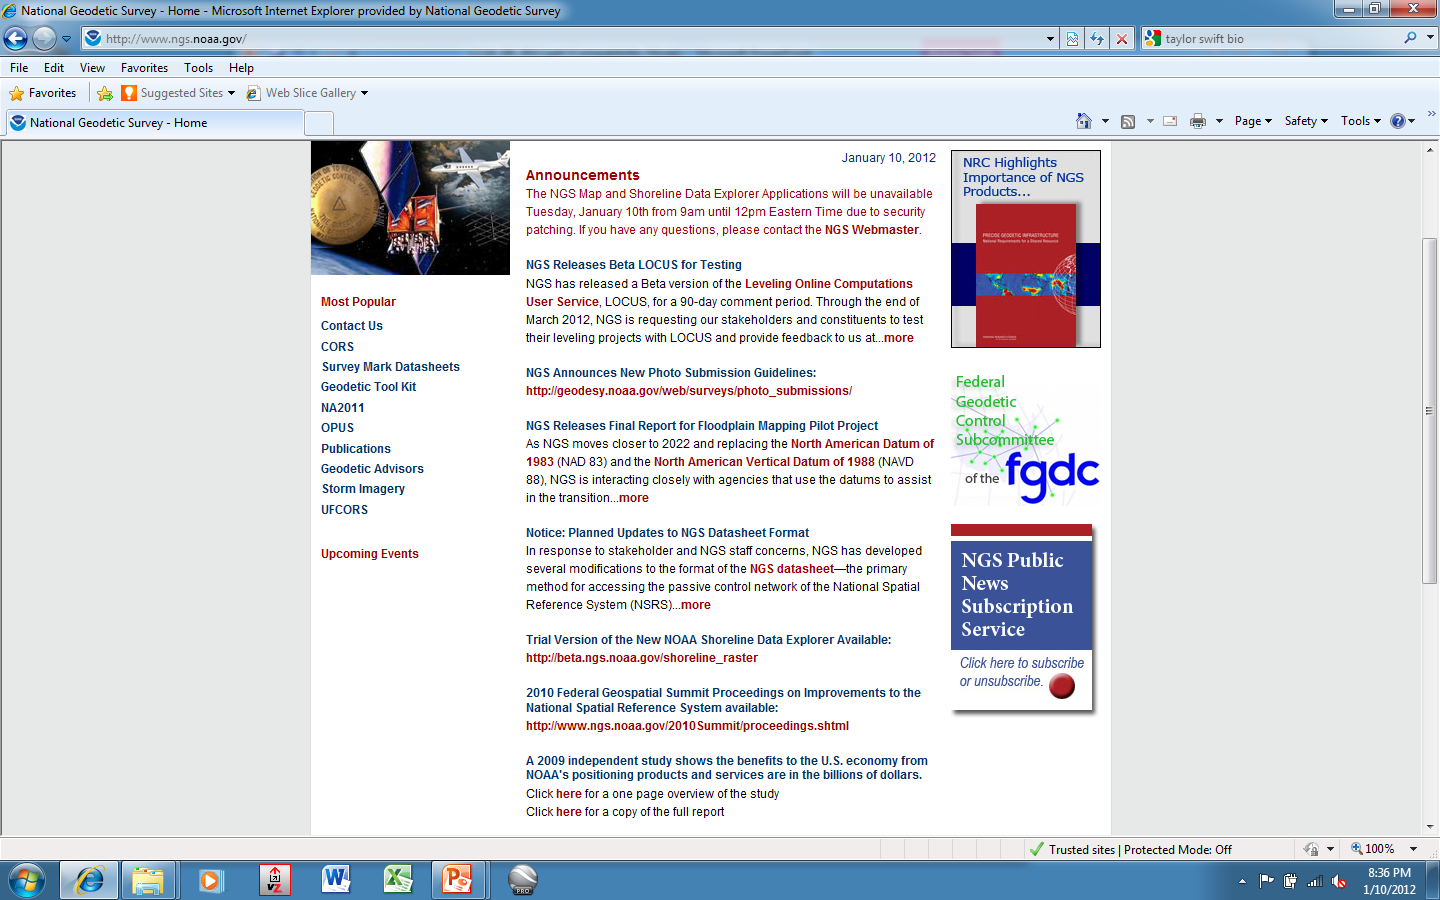 National Geodetic Survey - Home - Microsoft Internet Explorer provided by National Geodetic Survey
http://www.ngs.noaa.gov/
taylor swift bio
File Edit View Favorites Tools Help
Favorites Suggested Sites Web Slice Gallery
National Geodetic Survey - Home
Page Safety Tools
January 10, 2012
Announcements
The NGS Map and Shoreline Data Explorer Applications will be unavailable
Tuesday, January 10th from 9am until 12pm Eastern Time due to security
patching. If you have any questions, please contact the NGS Webmaster.
NGS Releases Beta LOCUS for Testing
NGS has released a Beta version of the Leveling Online Computations
User Service, LOCUS, for a 90-day comment period. Through the end of
March 2012, NGS is requesting our stakeholders and constituents to test
their leveling projects with LOCUS and provide feedback to us at...more
NGS Announces New Photo Submission Guidelines:
http://geodesy.noaa.gov/web/surveys/photo_submissions/
NGS Releases Final Report for Floodplain Mapping Pilot Project
As NGS moves closer to 2022 and replacing the North American Datum of
1983 (NAD 83) and the North American Vertical Datum of 1988 (NAVD
88), NGS is interacting closely with agencies that use the datums to assist
in the transition...more
Notice: Planned Updates to NGS Datasheet Format
In response to stakeholder and NGS staff concerns, NGS has developed
several modifications to the format of the NGS datasheet—the primary
method for accessing the passive control network of the National Spatial
Reference System (NSRS)...more
Trial Version of the New NOAA Shoreline Data Explorer Available:
http://beta.ngs.noaa.gov/shoreline_raster
2010 Federal Geospatial Summit Proceedings on Improvements to the
National Spatial Reference System available:
http://www.ngs.noaa.gov/2010Summit/proceedings.shtml
A 2009 independent study shows the benefits to the U.S. economy from
NOAA's positioning products and services are in the billions of dollars.
Click here for a one page overview of the study
Click here for a copy of the full report
Most Popular
Contact Us
CORS
Survey Mark Datasheets
Geodetic Tool Kit
NA2011
OPUS
Publications
Geodetic Advisors
Storm Imagery
UFCORS
Upcoming Events
NRC Highlights
Importance of NGS
Products...
PRECISE GEODETIC INFRASTRUCTURE
National Requirements for a Shared Resource
Federal
Geodetic
Control
Subcommittee
of the fgdc
NGS Public
News
Subscription
Service
Click here to subscribe
or unsubscribe.
Trusted sites | Protected Mode: Off
100%
VZ
PRO
8:36 PM
1/10/2012